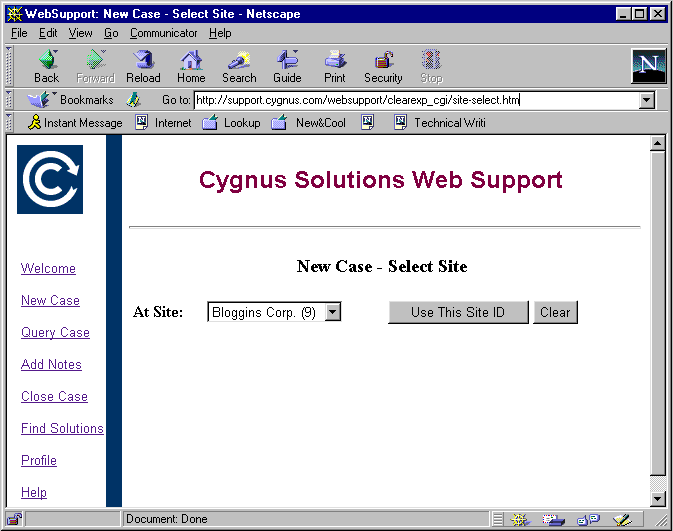 WebSupport: New Case - Select Site - Netscape
File Edit View Go Communicator Help
Back Forward Reload Home Search Guide Print Security Stop
N
Bookmarks Go to: http://support.cygnus.com/websupport/clearexp_cgi/site-select.htm
Instant Message Internet Lookup New&Cool Technical Writi
C
Cygnus Solutions Web Support
New Case - Select Site
At Site: Bloggins Corp. (9) Use This Site ID Clear
Welcome
New Case
Query Case
Add Notes
Close Case
Find Solutions
Profile
Help
Document: Done